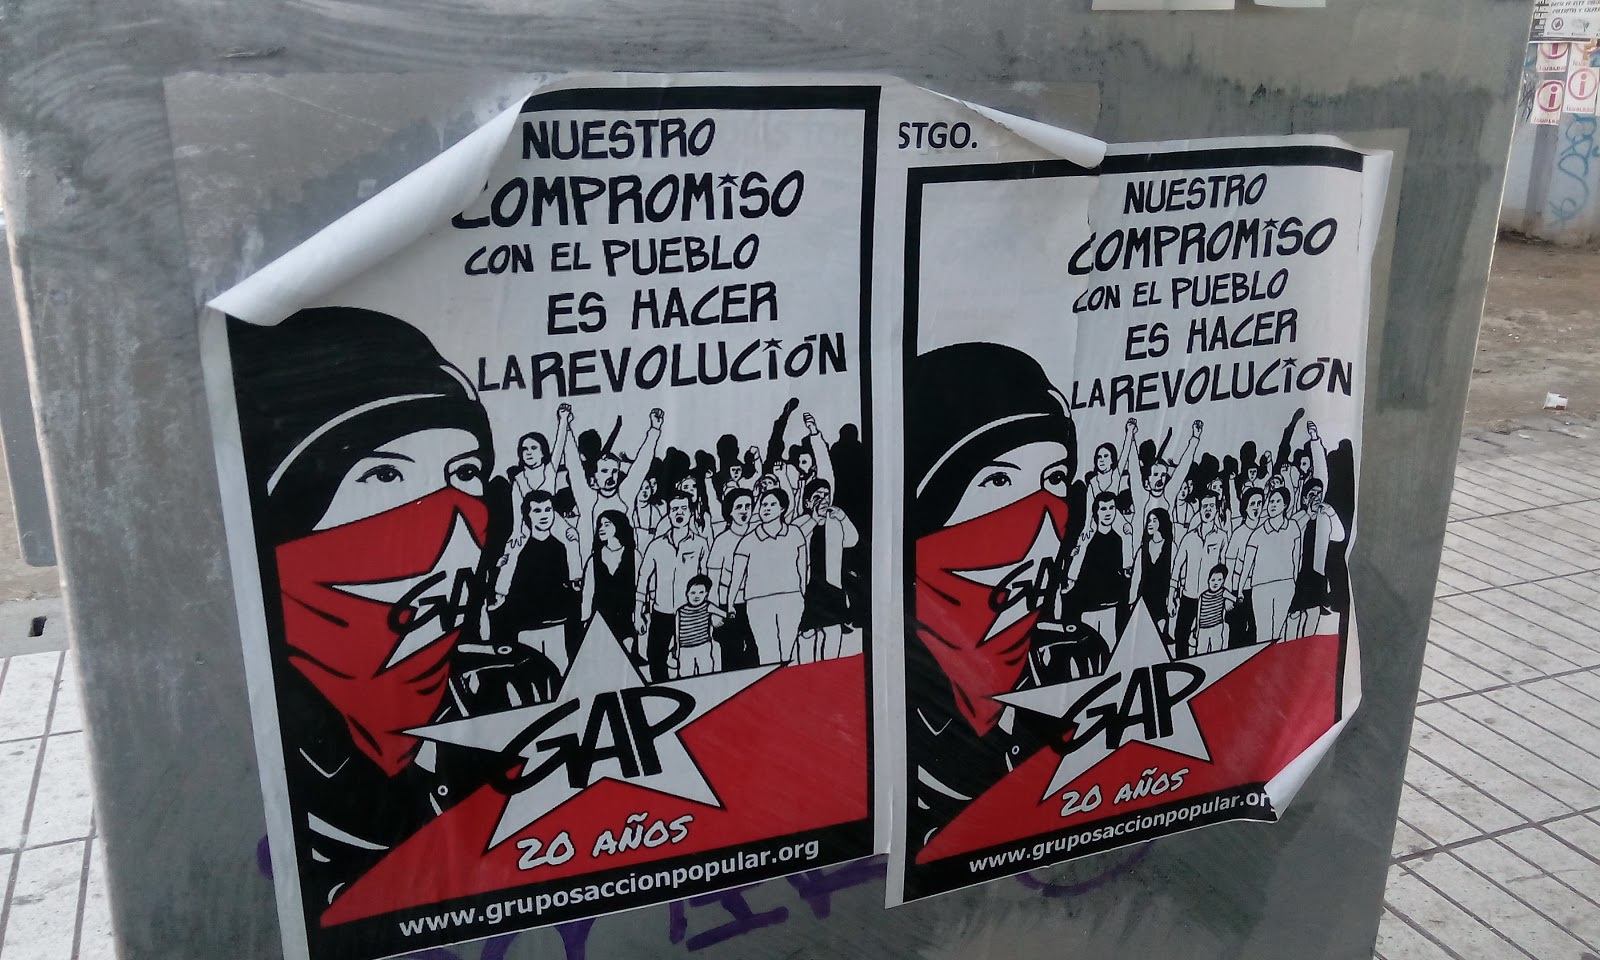 NUESTRO
COMPROMISO
CON EL PUEBLO
ES HACER
LA REVOLUCIÓN
GAP
GAP
20 AÑOS
www.gruposaccionpopular.org
STGO.
NUESTRO
COMPROMISO
CON EL PUEBLO
ES HACER
LA REVOLUCIÓN
GA
GAP
20 AÑOS
www.gruposaccionpopular.org